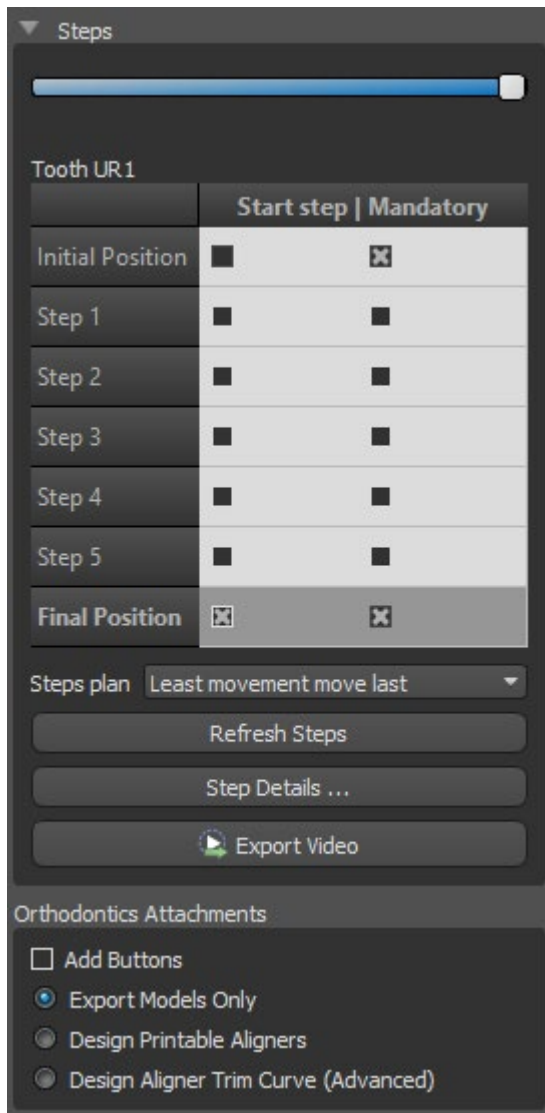 Steps
Tooth UR1
Start step | Mandatory
Initial Position
Step 1
Step 2
Step 3
Step 4
Step 5
Final Position
Steps plan Least movement move last
Refresh Steps
Step Details ...
Export Video
Orthodontics Attachments
Add Buttons
Export Models Only
Design Printable Aligners
Design Aligner Trim Curve (Advanced)